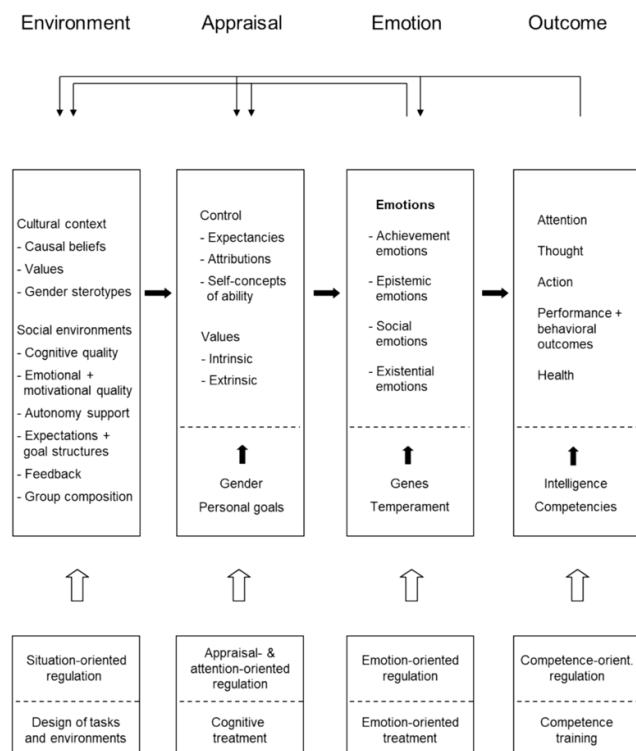 Environment
Appraisal
Emotion
Outcome
Cultural context
- Causal beliefs
- Values
- Gender sterotypes
Social environments
- Cognitive quality
- Emotional +
motivational quality
- Autonomy support
- Expectations +
goal structures
- Feedback
- Group composition
Control
- Expectancies
- Attributions
- Self-concepts
of ability
Values
- Intrinsic
- Extrinsic
Gender
Personal goals
Emotions
- Achievement
emotions
- Epistemic
emotions
- Social
emotions
- Existential
emotions
Genes
Temperament
Attention
Thought
Action
Performance +
behavioral
outcomes
Health
Intelligence
Competencies
Situation-oriented
regulation
Design of tasks
and environments
Appraisal- &
attention-oriented
regulation
Cognitive
treatment
Emotion-oriented
regulation
Emotion-oriented
treatment
Competence-orient.
regulation
Competence
training